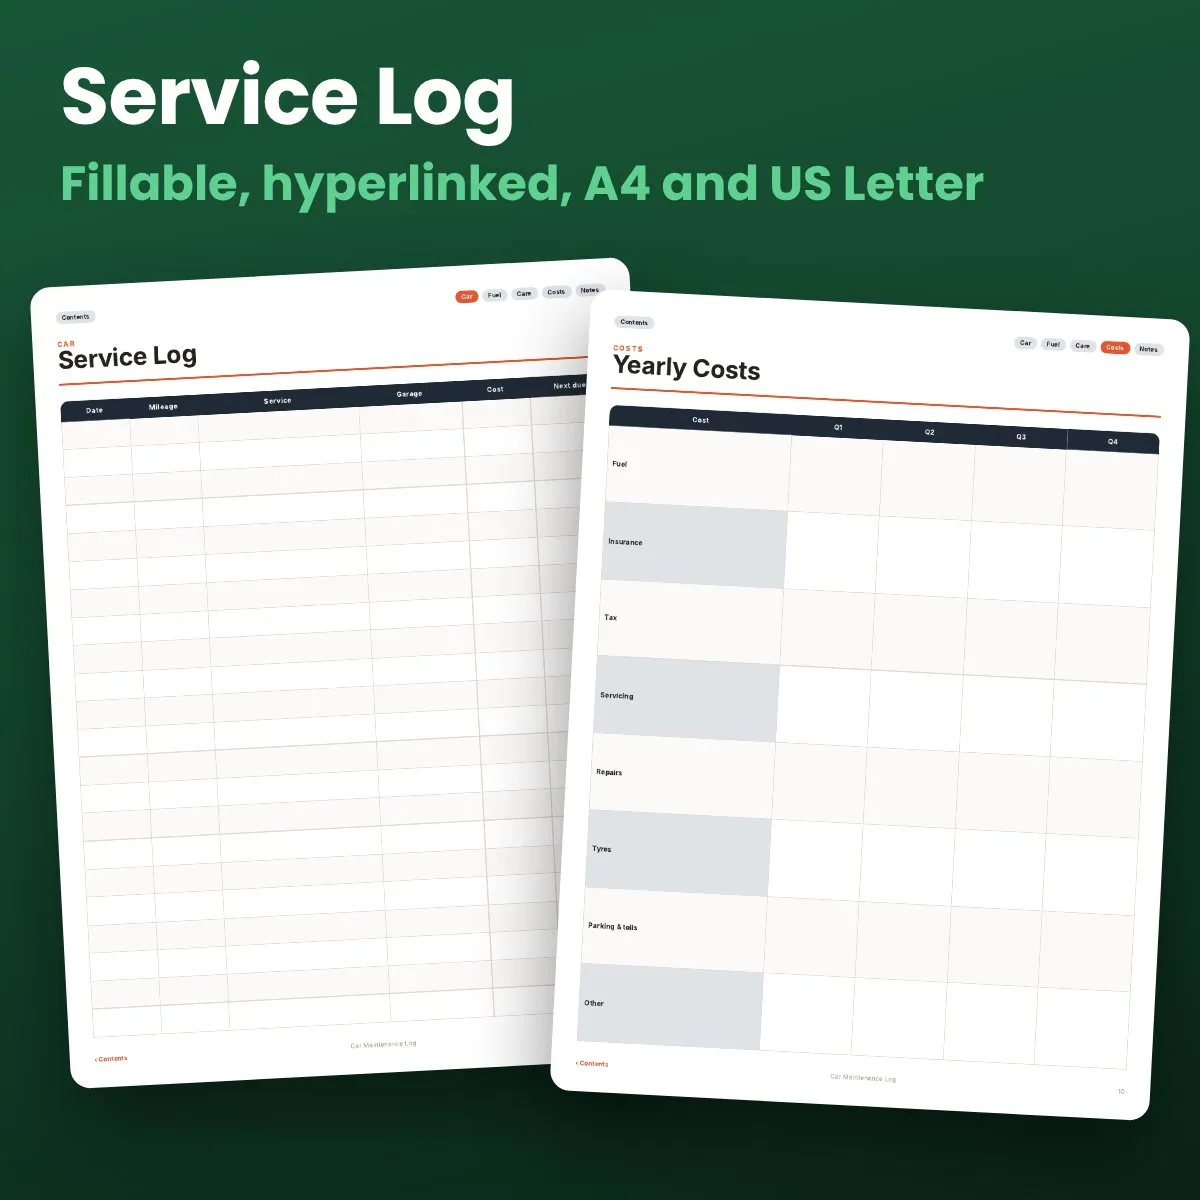 Service Log
Fillable, hyperlinked, A4 and US Letter
Car Fuel Care Costs Notes
Contents
CAR
Service Log
Date Mileage Service Garage Cost Next due
‹ Contents
Car Maintenance Log
Contents
Car Fuel Care Costs Notes
COSTS
Yearly Costs
Cost Q1 Q2 Q3 Q4
Fuel
Insurance
Tax
Servicing
Repairs
Tyres
Parking & tolls
Other
‹ Contents
Car Maintenance Log
10